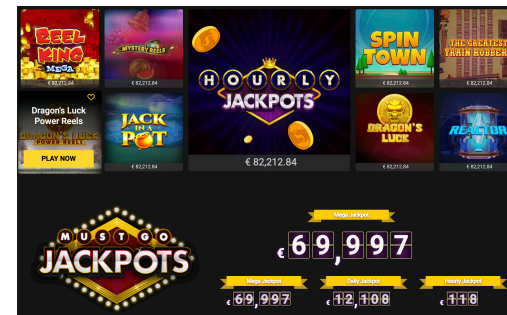 REEL
KING
MEGA
€ 82,212.84
MYSTERY REELS
€ 82,212.84
HOURLY
JACKPOTS
€ 82,212.84
SPIN
TOWN
€ 82,212.84
THE GREATEST
TRAIN ROBBERY
€ 82,212.84
Dragon's Luck
Power Reels
DRAGON'S LUCK
POWER REELS
PLAY NOW
JACK
IN A
POT
€ 82,212.84
DRAGON'S
LUCK
€ 82,212.84
REACTOR
€ 82,212.84
MUST GO
JACKPOTS
Mega Jackpot
€ 69,997
Mega Jackpot
€ 69,997
Daily Jackpot
€ 12,108
Hourly Jackpot
€ 118